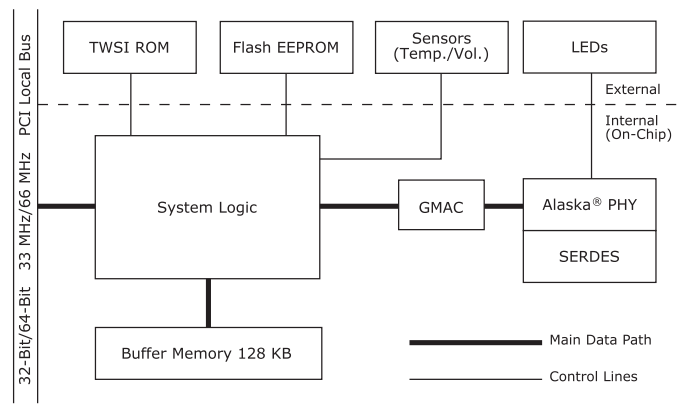 32-Bit/64-Bit 33 MHz/66 MHz PCI Local Bus
TWSI ROM
Flash EEPROM
Sensors
(Temp./Vol.)
LEDs
External
Internal
(On-Chip)
System Logic
GMAC
Alaska® PHY
SERDES
Buffer Memory 128 KB
Main Data Path
Control Lines